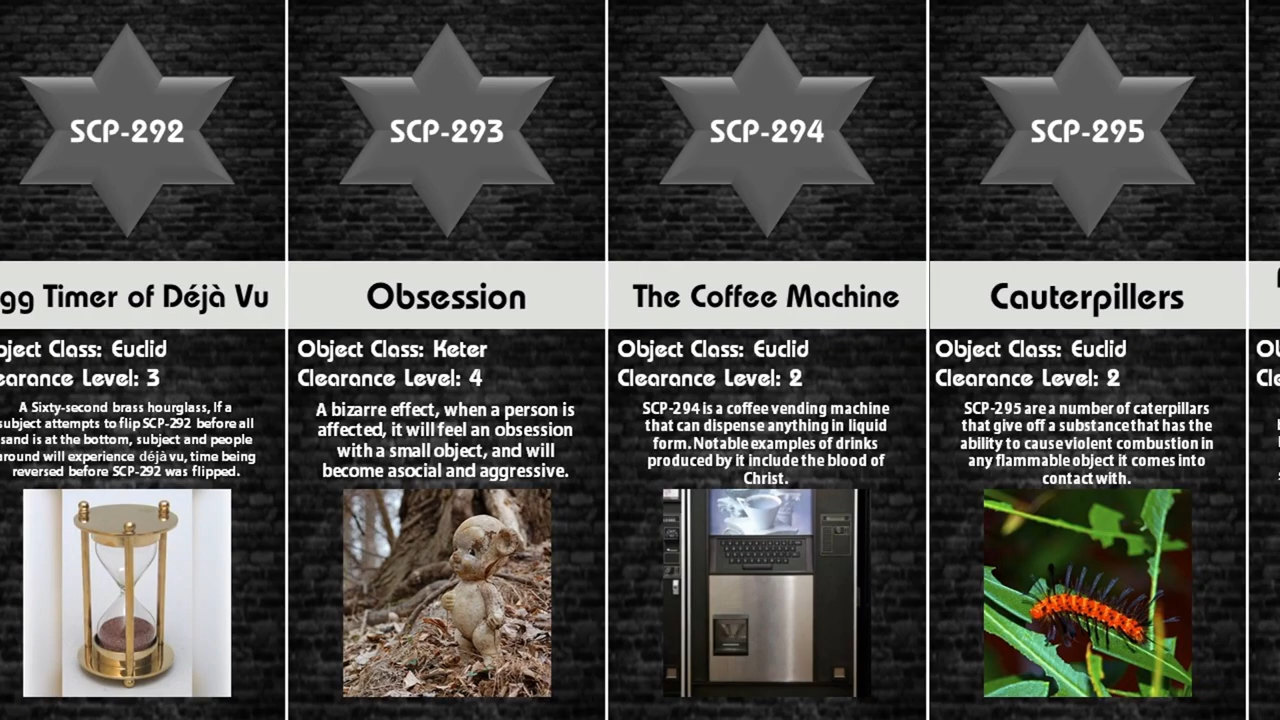 SCP-292
gg Timer of Déjà Vu
bject Class: Euclid
earance Level: 3
A Sixty-second brass hourglass, If a
subject attempts to flip SCP-292 before all
sand is at the bottom, subject and people
around will experience déjà vu, time being
reversed before SCP-292 was flipped.
SCP-293
Obsession
Object Class: Keter
Clearance Level: 4
A bizarre effect, when a person is
affected, it will feel an obsession
with a small object, and will
become asocial and aggressive.
SCP-294
The Coffee Machine
Object Class: Euclid
Clearance Level: 2
SCP-294 is a coffee vending machine
that can dispense anything in liquid
form. Notable examples of drinks
produced by it include the blood of
Christ.
SCP-295
Cauterpillers
Object Class: Euclid
Clearance Level: 2
SCP-295 are a number of caterpillars
that give off a substance that has the
ability to cause violent combustion in
any flammable object it comes into
contact with.
Ob
Cle